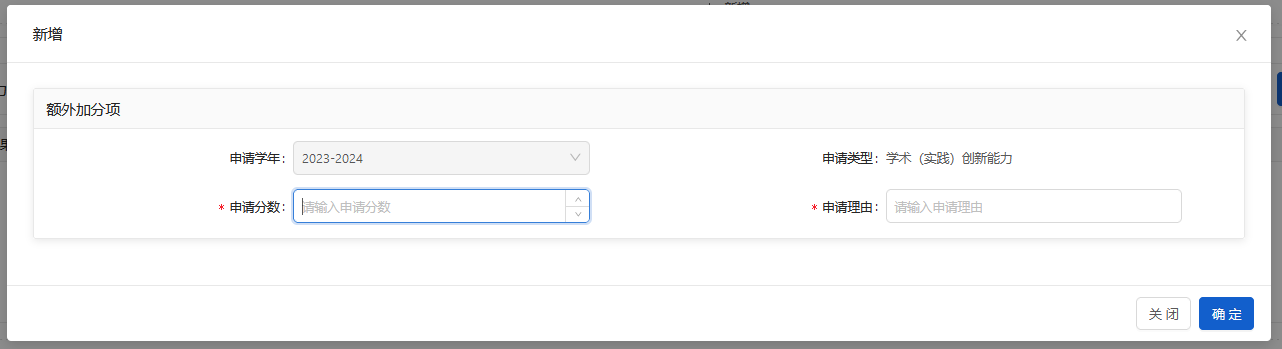 新增
额外加分项
申请学年: 2023-2024
申请类型: 学术（实践）创新能力
* 申请分数: 请输入申请分数
* 申请理由: 请输入申请理由
关 闭
确 定